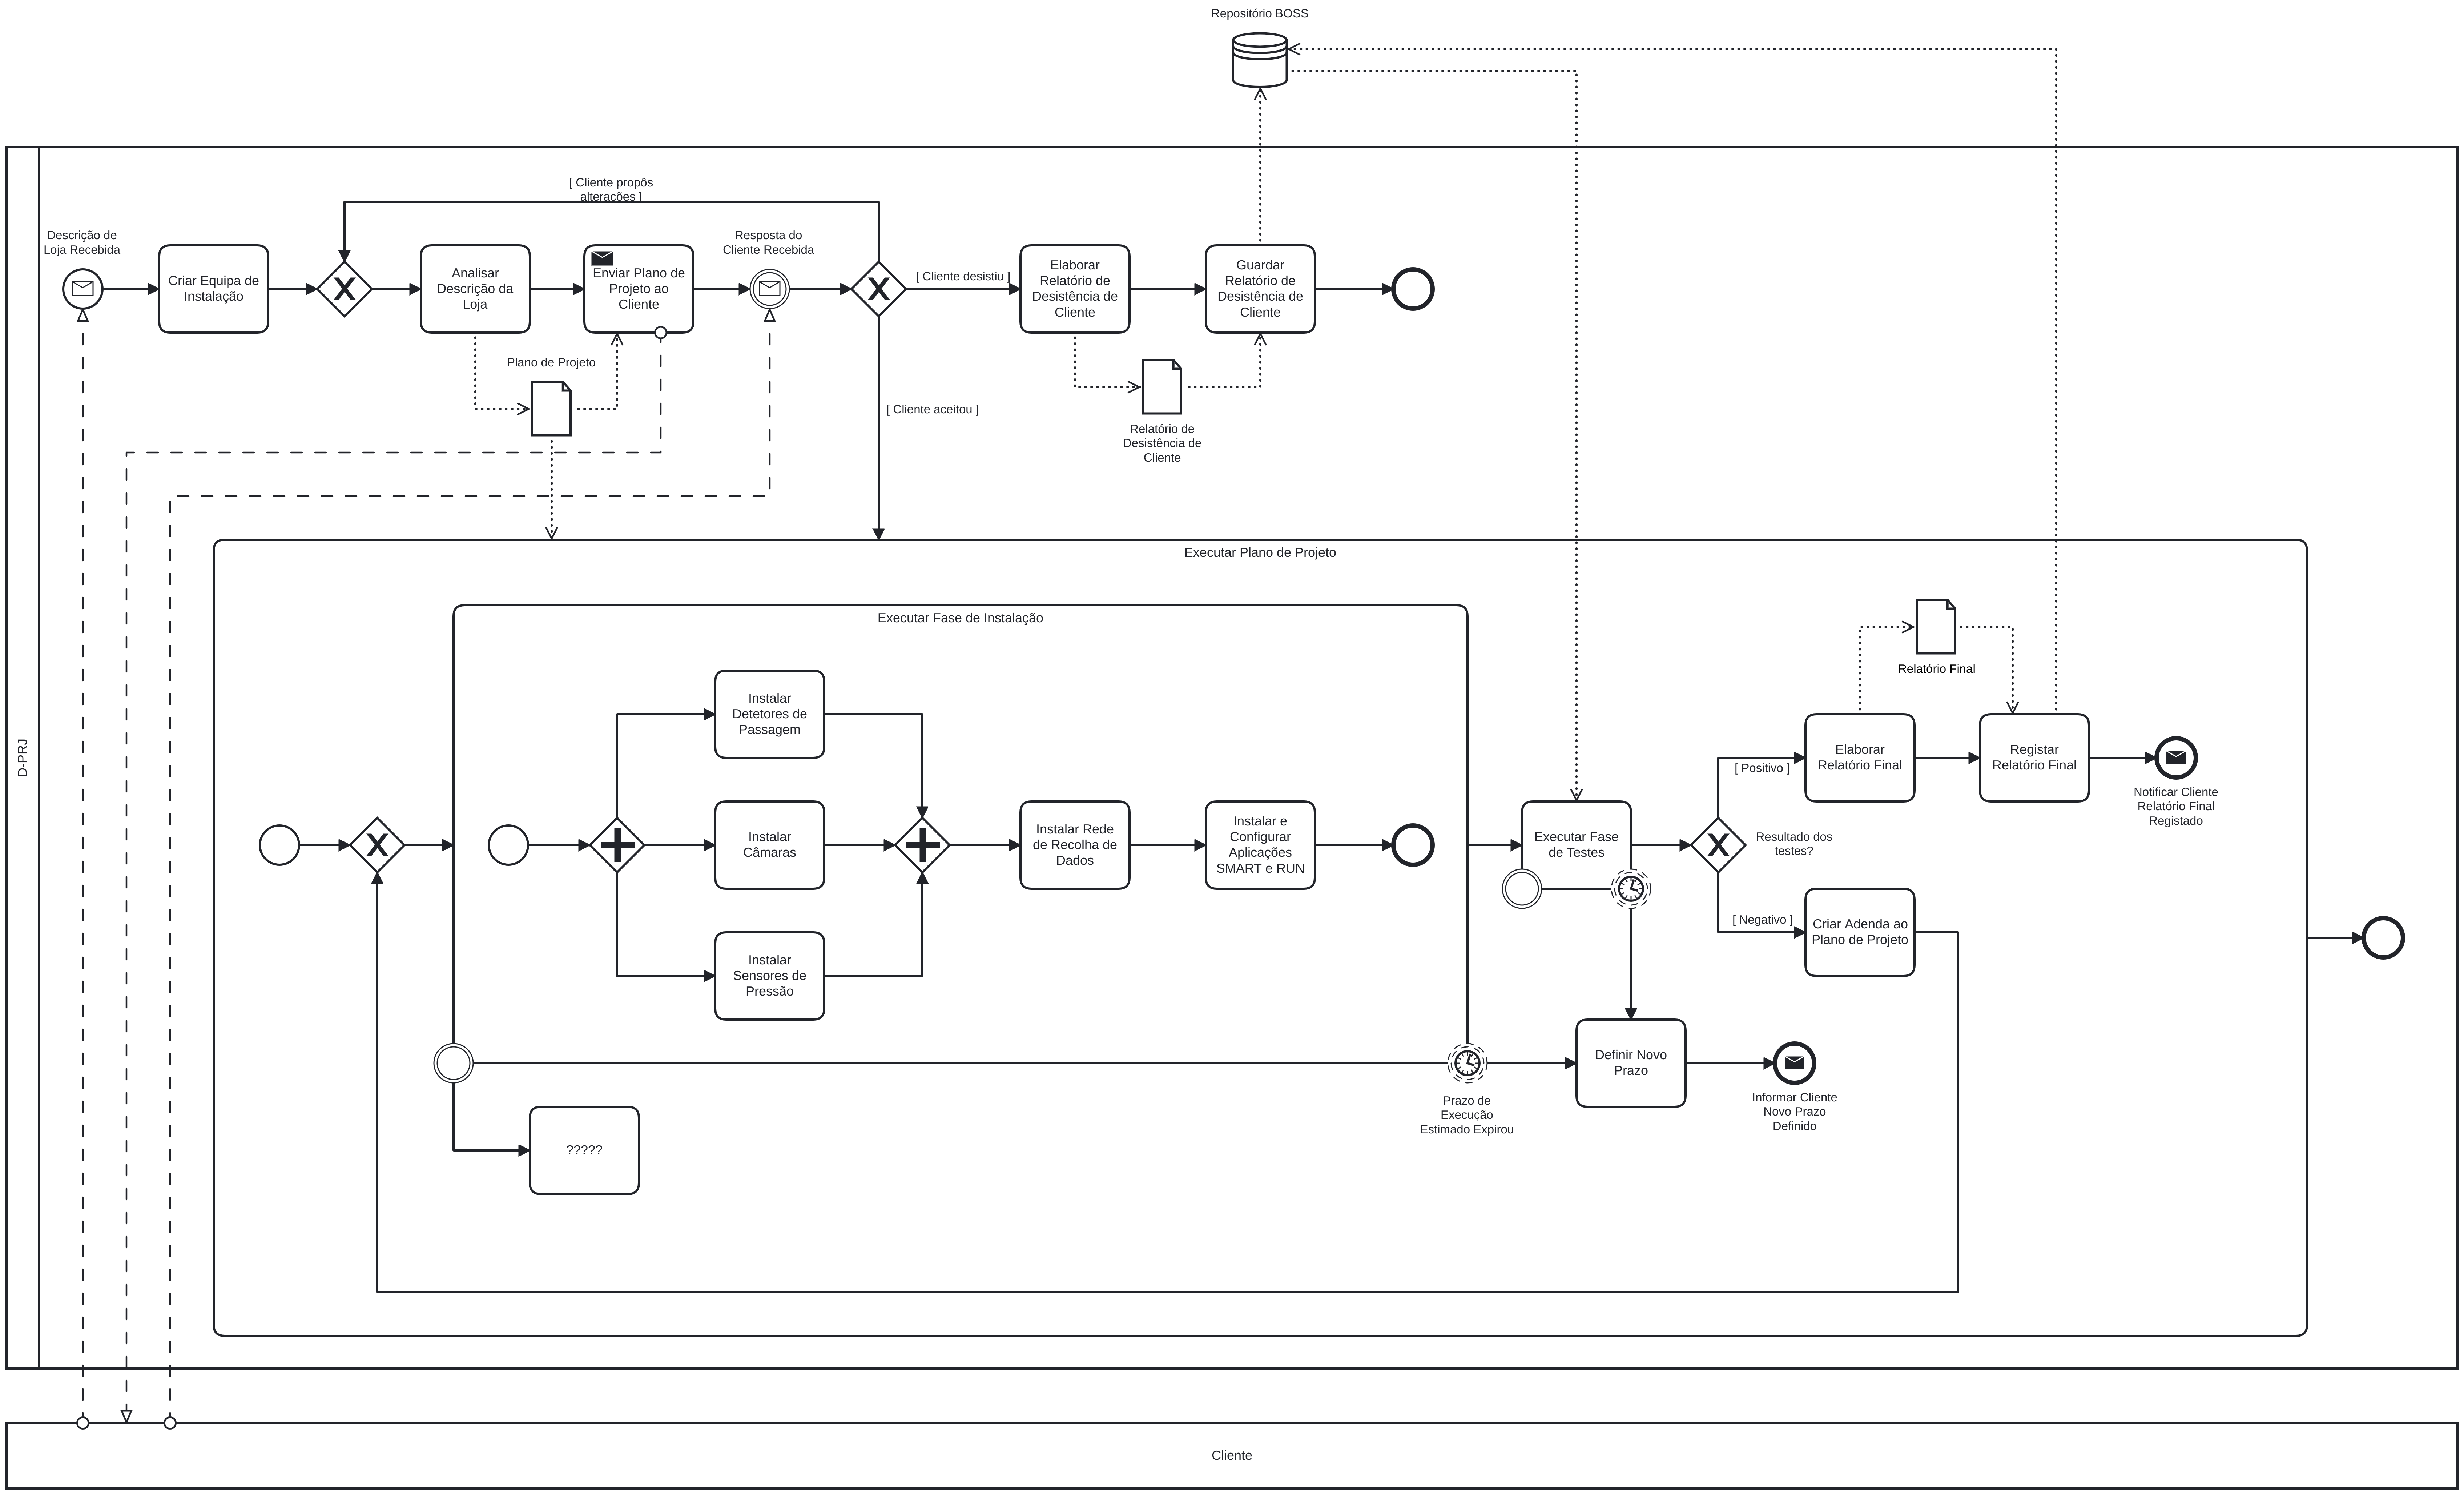 Repositório BOSS
[ Cliente propôs
alterações ]
Descrição de
Loja Recebida
Criar Equipa de
Instalação
Analisar
Descrição da
Loja
Enviar Plano de
Projeto ao
Cliente
Resposta do
Cliente Recebida
[ Cliente desistiu ]
Elaborar
Relatório de
Desistência de
Cliente
Guardar
Relatório de
Desistência de
Cliente
Plano de Projeto
[ Cliente aceitou ]
Relatório de
Desistência de
Cliente
D-PRJ
Executar Plano de Projeto
Executar Fase de Instalação
Instalar
Detetores de
Passagem
Instalar
Câmaras
Instalar
Sensores de
Pressão
Instalar Rede
de Recolha de
Dados
Instalar e
Configurar
Aplicações
SMART e RUN
Executar Fase
de Testes
Resultado dos
testes?
[ Positivo ]
[ Negativo ]
Relatório Final
Elaborar
Relatório Final
Registar
Relatório Final
Notificar Cliente
Relatório Final
Registado
Criar Adenda ao
Plano de Projeto
Definir Novo
Prazo
Informar Cliente
Novo Prazo
Definido
Prazo de
Execução
Estimado Expirou
?????
Cliente